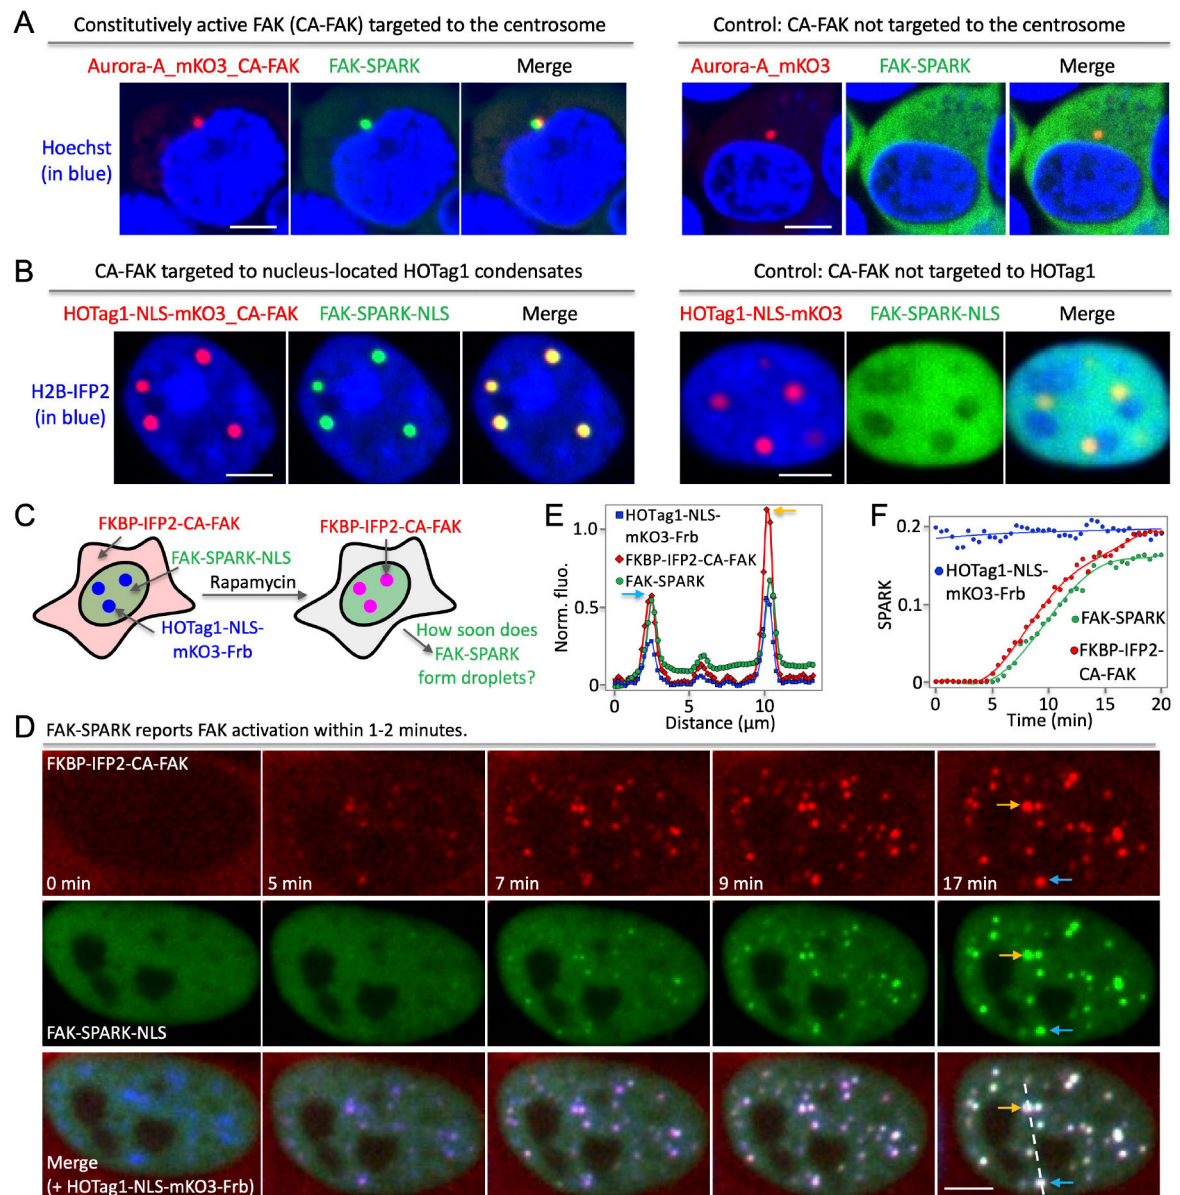 A
Constitutively active FAK (CA-FAK) targeted to the centrosome
Control: CA-FAK not targeted to the centrosome
Aurora-A_mKO3_CA-FAK
FAK-SPARK
Merge
Aurora-A_mKO3
FAK-SPARK
Merge
Hoechst
(in blue)
B
CA-FAK targeted to nucleus-located HOTag1 condensates
Control: CA-FAK not targeted to HOTag1
HOTag1-NLS-mKO3_CA-FAK
FAK-SPARK-NLS
Merge
HOTag1-NLS-mKO3
FAK-SPARK-NLS
Merge
H2B-IFP2
(in blue)
C
FKBP-IFP2-CA-FAK
FAK-SPARK-NLS
Rapamycin
HOTag1-NLS-
mKO3-Frb
FKBP-IFP2-CA-FAK
How soon does
FAK-SPARK
form droplets?
E
HOTag1-NLS-
mKO3-Frb
FKBP-IFP2-CA-FAK
FAK-SPARK
Norm. fluo.
1.0
0.5
0
0
5
10
Distance (μm)
F
SPARK
0.2
0.1
0
HOTag1-NLS-
mKO3-Frb
FAK-SPARK
FKBP-IFP2-
CA-FAK
0
5
10
15
20
Time (min)
D
FAK-SPARK reports FAK activation within 1-2 minutes.
FKBP-IFP2-CA-FAK
0 min
5 min
7 min
9 min
17 min
FAK-SPARK-NLS
Merge
(+ HOTag1-NLS-mKO3-Frb)